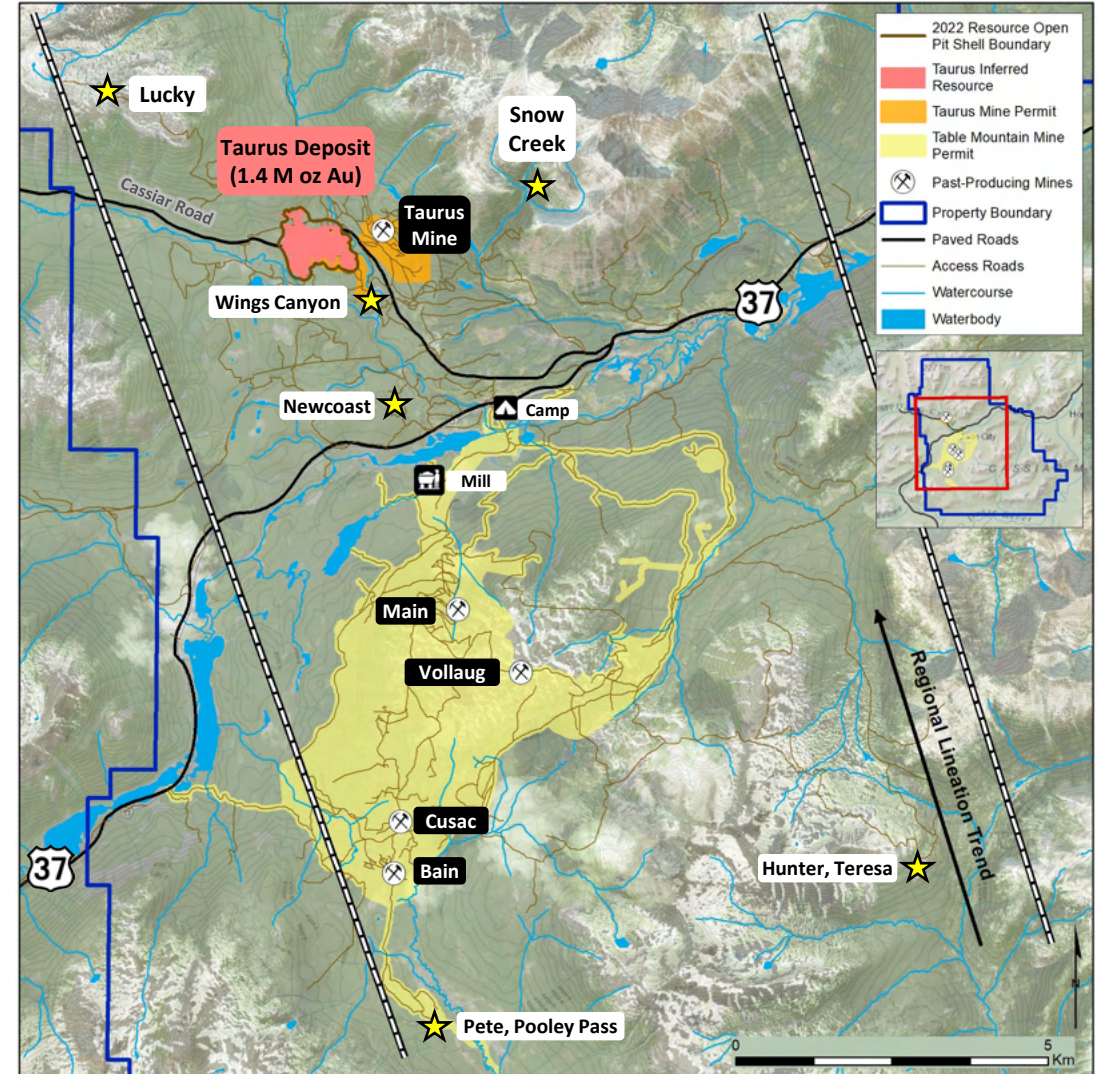 2022 Resource Open
Pit Shell Boundary
Taurus Inferred
Resource
Taurus Mine Permit
Table Mountain Mine
Permit
Past-Producing Mines
Property Boundary
Paved Roads
Access Roads
Watercourse
Waterbody
Lucky
Snow
Creek
Taurus Deposit
(1.4 M oz Au)
Cassiar Road
Taurus
Mine
Wings Canyon
37
Newcoast
Camp
Mill
Main
Vollaug
Regional Lineation Trend
Cusac
37
Bain
Hunter, Teresa
Pete, Pooley Pass
N
0
5
Km